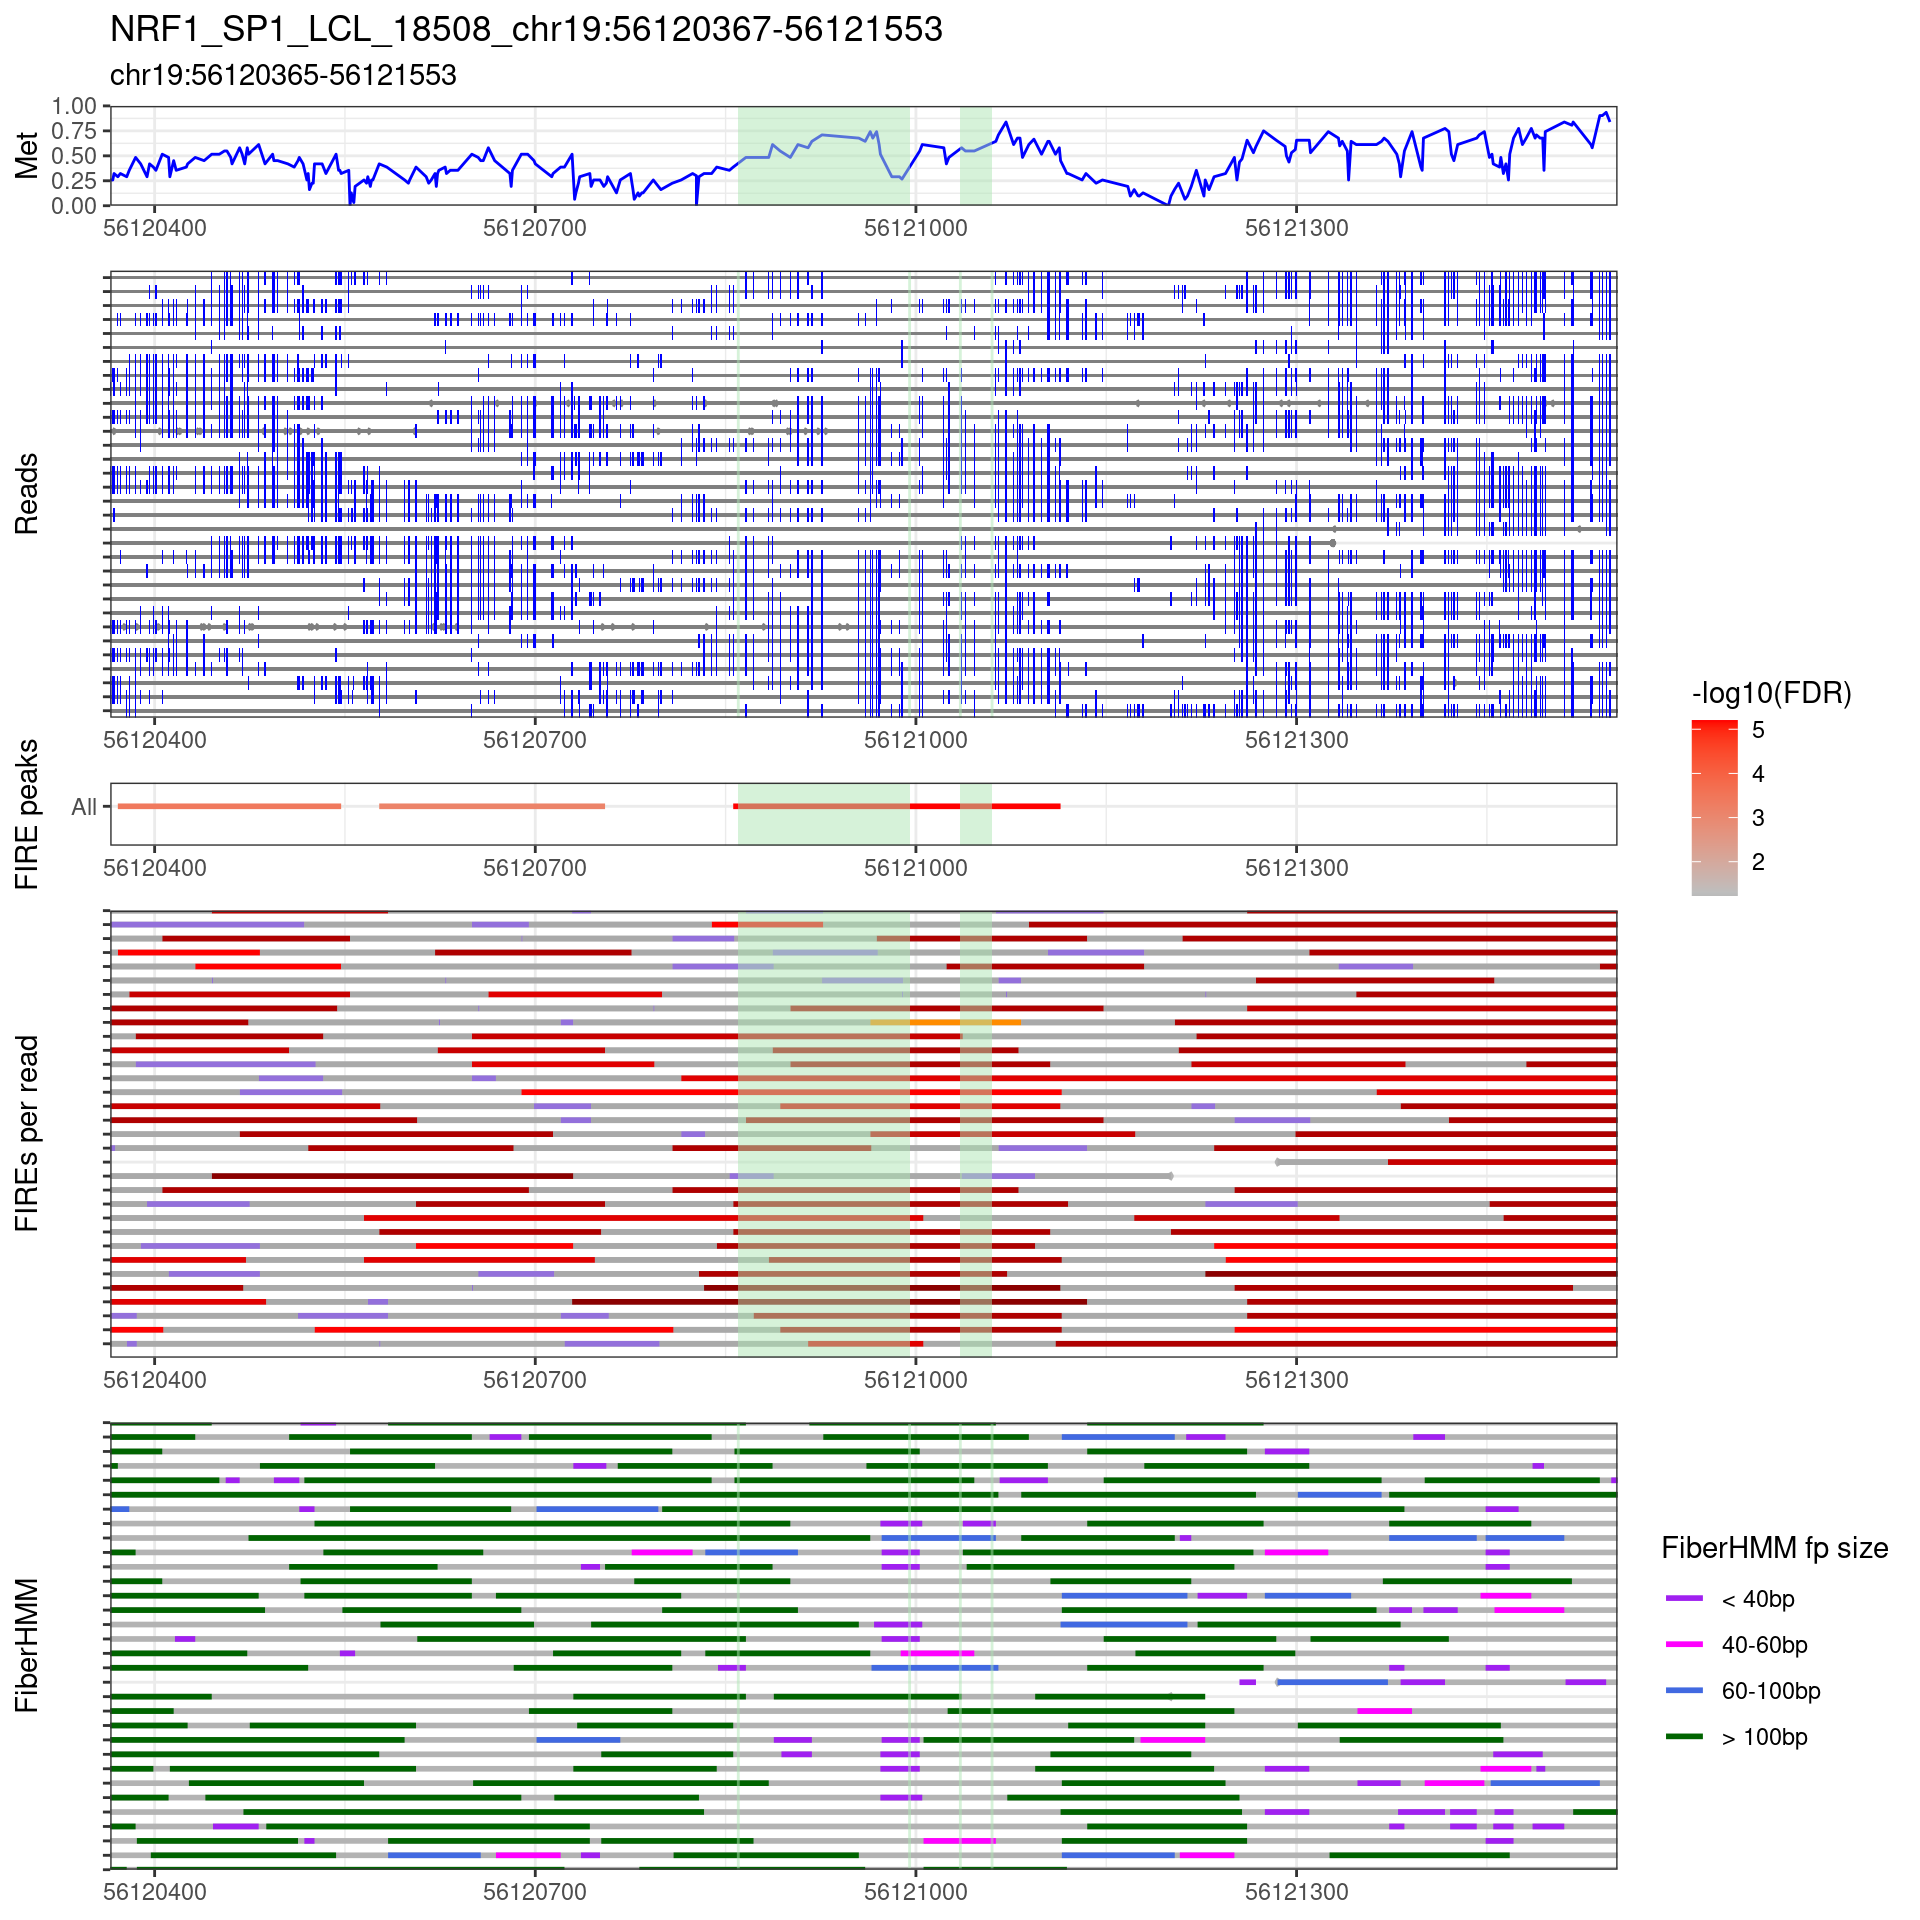 NRF1_SP1_LCL_18508_chr19:56120367-56121553
chr19:56120365-56121553
Met
1.00
0.75
0.50
0.25
0.00
56120400 56120700 56121000 56121300
Reads
56120400 56120700 56121000 56121300
FIRE peaks
All
56120400 56120700 56121000 56121300
-log10(FDR)
5
4
3
2
FIREs per read
56120400 56120700 56121000 56121300
FiberHMM
56120400 56120700 56121000 56121300
FiberHMM fp size
< 40bp
40-60bp
60-100bp
> 100bp